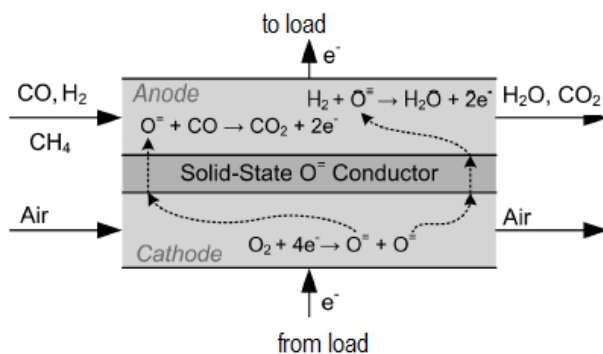 to load
e⁻
CO, H₂
Anode
H₂ + O⁼ → H₂O + 2e⁻
H₂O, CO₂
O⁼ + CO → CO₂ + 2e⁻
CH₄
Solid-State O⁼ Conductor
Air
Air
O₂ + 4e⁻ → O⁼ + O⁼
Cathode
e⁻
from load